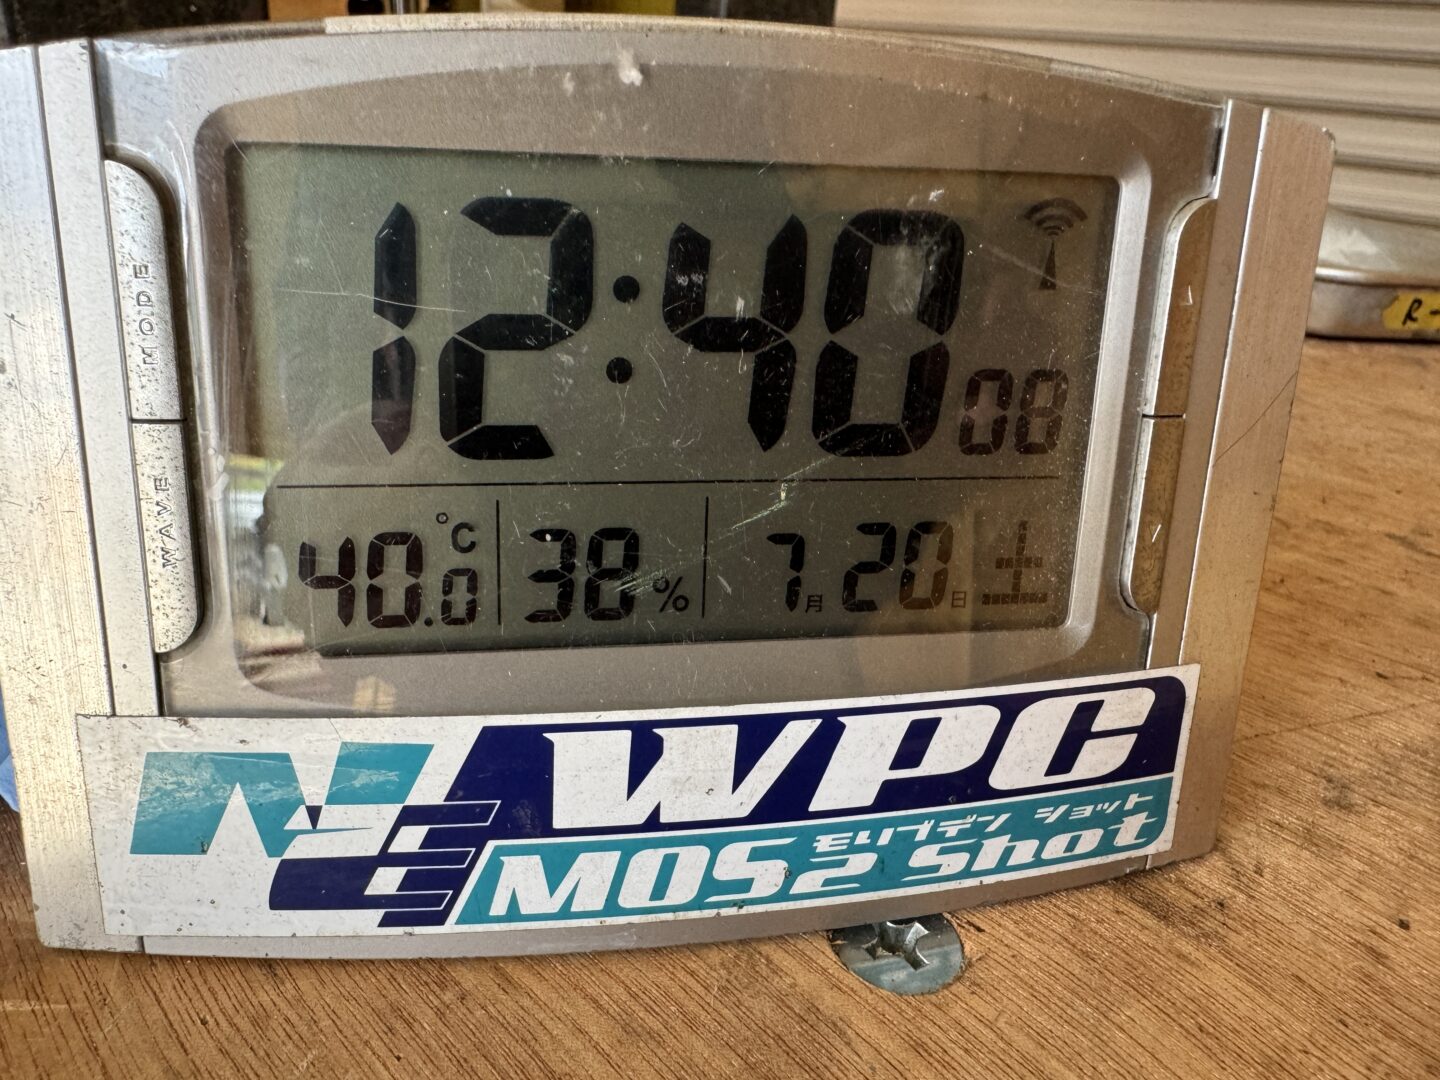 12:40 08
40.0 °C 38 % 7月20日 土
MODE
WAVE
WPC
モリブデン ショット
MOS2 Shot